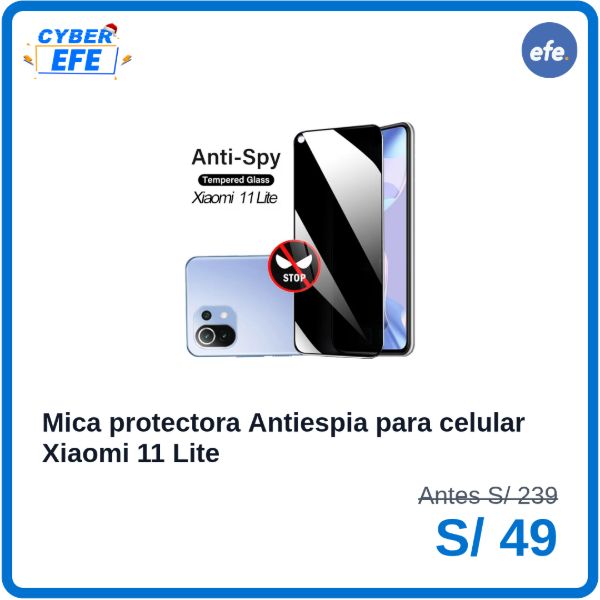 CYBER
EFE
efe.
Anti-Spy
Tempered Glass
Xiaomi 11 Lite
STOP
Mica protectora Antiespia para celular
Xiaomi 11 Lite
Antes S/ 239
S/ 49